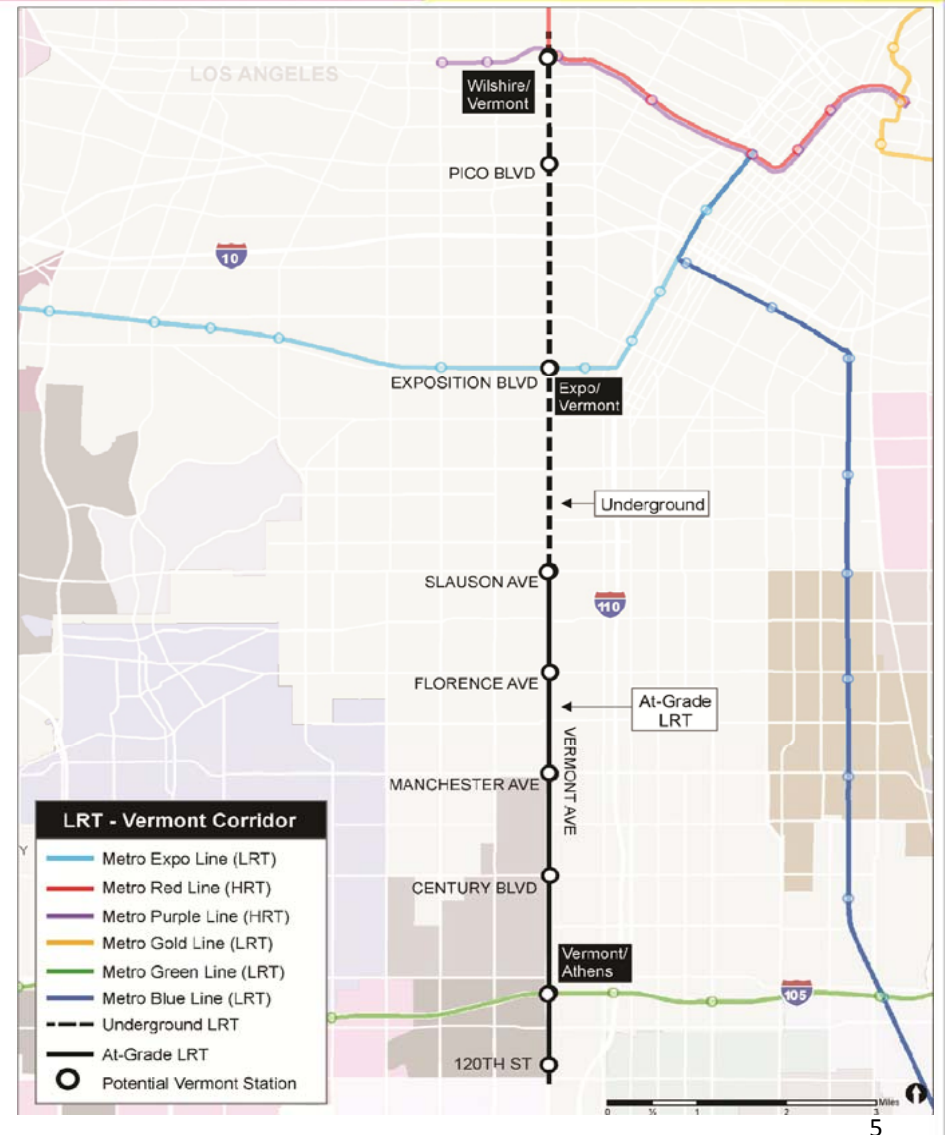 LOS ANGELES
Wilshire/
Vermont
PICO BLVD
10
EXPOSITION BLVD
Expo/
Vermont
Underground
SLAUSON AVE
110
FLORENCE AVE
At-Grade
LRT
VERMONT AVE
MANCHESTER AVE
CENTURY BLVD
Vermont/
Athens
105
120TH ST
Y
LRT - Vermont Corridor
Metro Expo Line (LRT)
Metro Red Line (HRT)
Metro Purple Line (HRT)
Metro Gold Line (LRT)
Metro Green Line (LRT)
Metro Blue Line (LRT)
Underground LRT
At-Grade LRT
Potential Vermont Station
0 ½ 1 2 3 Miles
5